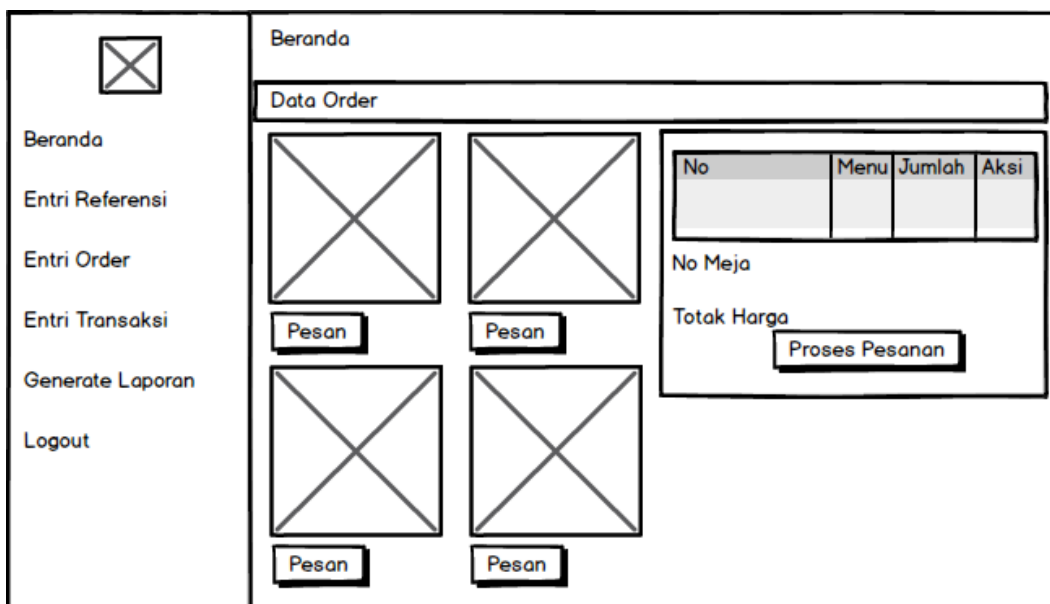 Beranda
Entri Referensi
Entri Order
Entri Transaksi
Generate Laporan
Logout
Beranda
Data Order
Pesan
Pesan
Pesan
Pesan
No Menu Jumlah Aksi
No Meja
Totak Harga
Proses Pesanan